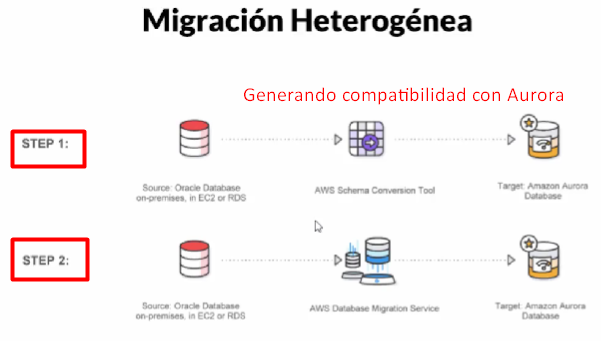 Migración Heterogénea
Generando compatibilidad con Aurora
STEP 1:
Source: Oracle Database
on-premises, in EC2 or RDS
AWS Schema Conversion Tool
Target: Amazon Aurora
Database
STEP 2:
Source: Oracle Database
on-premises, in EC2 or RDS
AWS Database Migration Service
Target: Amazon Aurora
Database